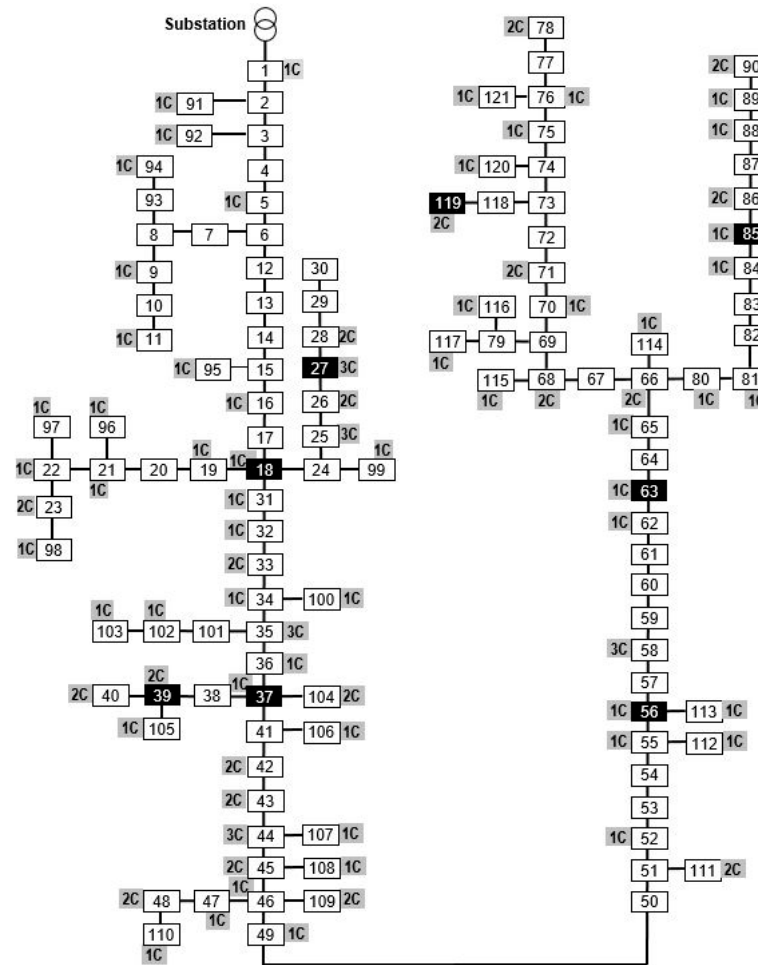 Substation
1 1C
1C 91 2
1C 92 3
1C 94 4
93 1C 5
8 7 6
1C 9 12 30
10 13 29
1C 11 14 28 2C
1C 95 15 27 3C
1C 16 26 2C
1C 1C
97 96 17 25 3C
1C 1C 1C
1C 22 21 20 19 18 24 99
1C
2C 23 1C 31
1C 98 1C 32
2C 33
1C 34 100 1C
1C 1C
103 102 101 35 3C
36 1C
2C 1C
2C 40 39 38 37 104 2C
1C 105 41 106 1C
2C 42
2C 43
3C 44 107 1C
2C 45 108 1C
1C
2C 48 47 46 109 2C
1C
110 49 1C
1C
2C 78
77
1C 121 76 1C
1C 75
1C 120 74
119 118 73
2C
72
2C 71
1C 116 70 1C
117 79 69
1C
115 68 67 66 80 81
1C 2C 2C 1C
1C
114
2C 90
1C 89
1C 88
87
2C 86
1C 85
1C 84
83
82
1C 65
64
1C 63
1C 62
61
60
59
3C 58
57
1C 56 113 1C
1C 55 112 1C
54
53
1C 52
51 111 2C
50